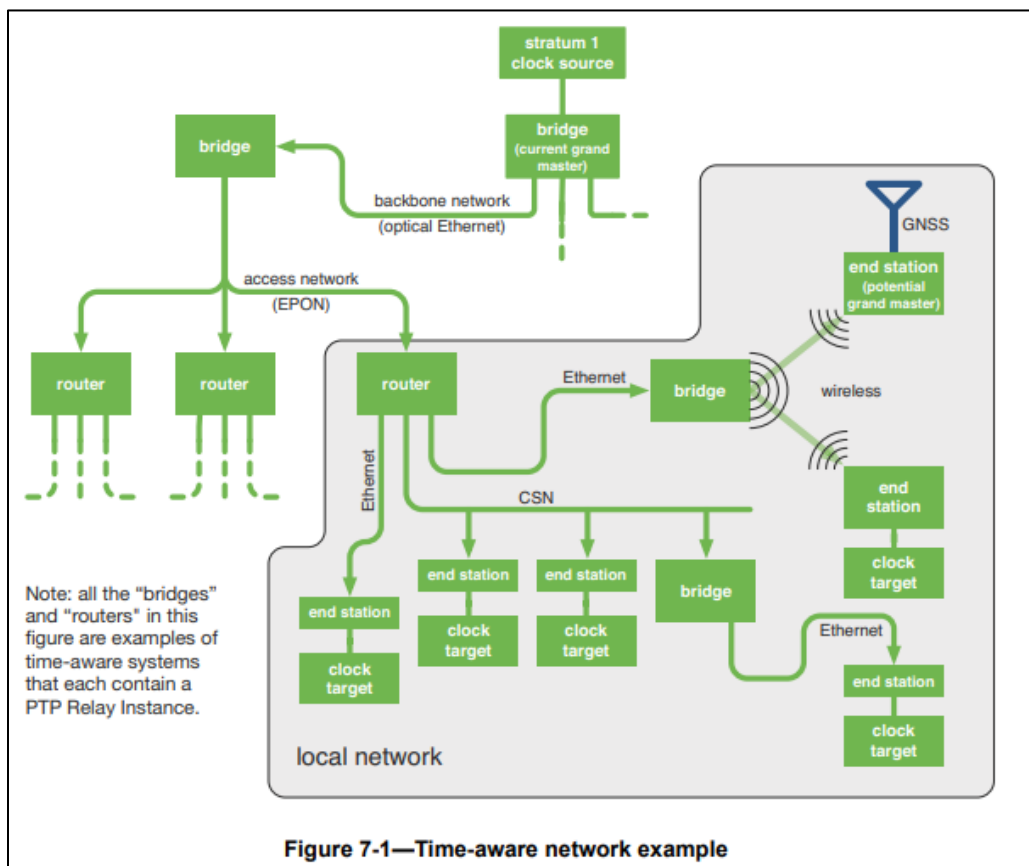 stratum 1
clock source
bridge
(current grand
master)
bridge
backbone network
(optical Ethernet)
GNSS
end station
(potential
grand master)
access network
(EPON)
router
router
router
Ethernet
bridge
wireless
Ethernet
CSN
end
station
clock
target
end station
clock
target
end station
clock
target
bridge
end station
clock
target
Ethernet
end station
clock
target
Note: all the “bridges”
and “routers" in this
figure are examples of
time-aware systems
that each contain a
PTP Relay Instance.
local network
Figure 7-1—Time-aware network example